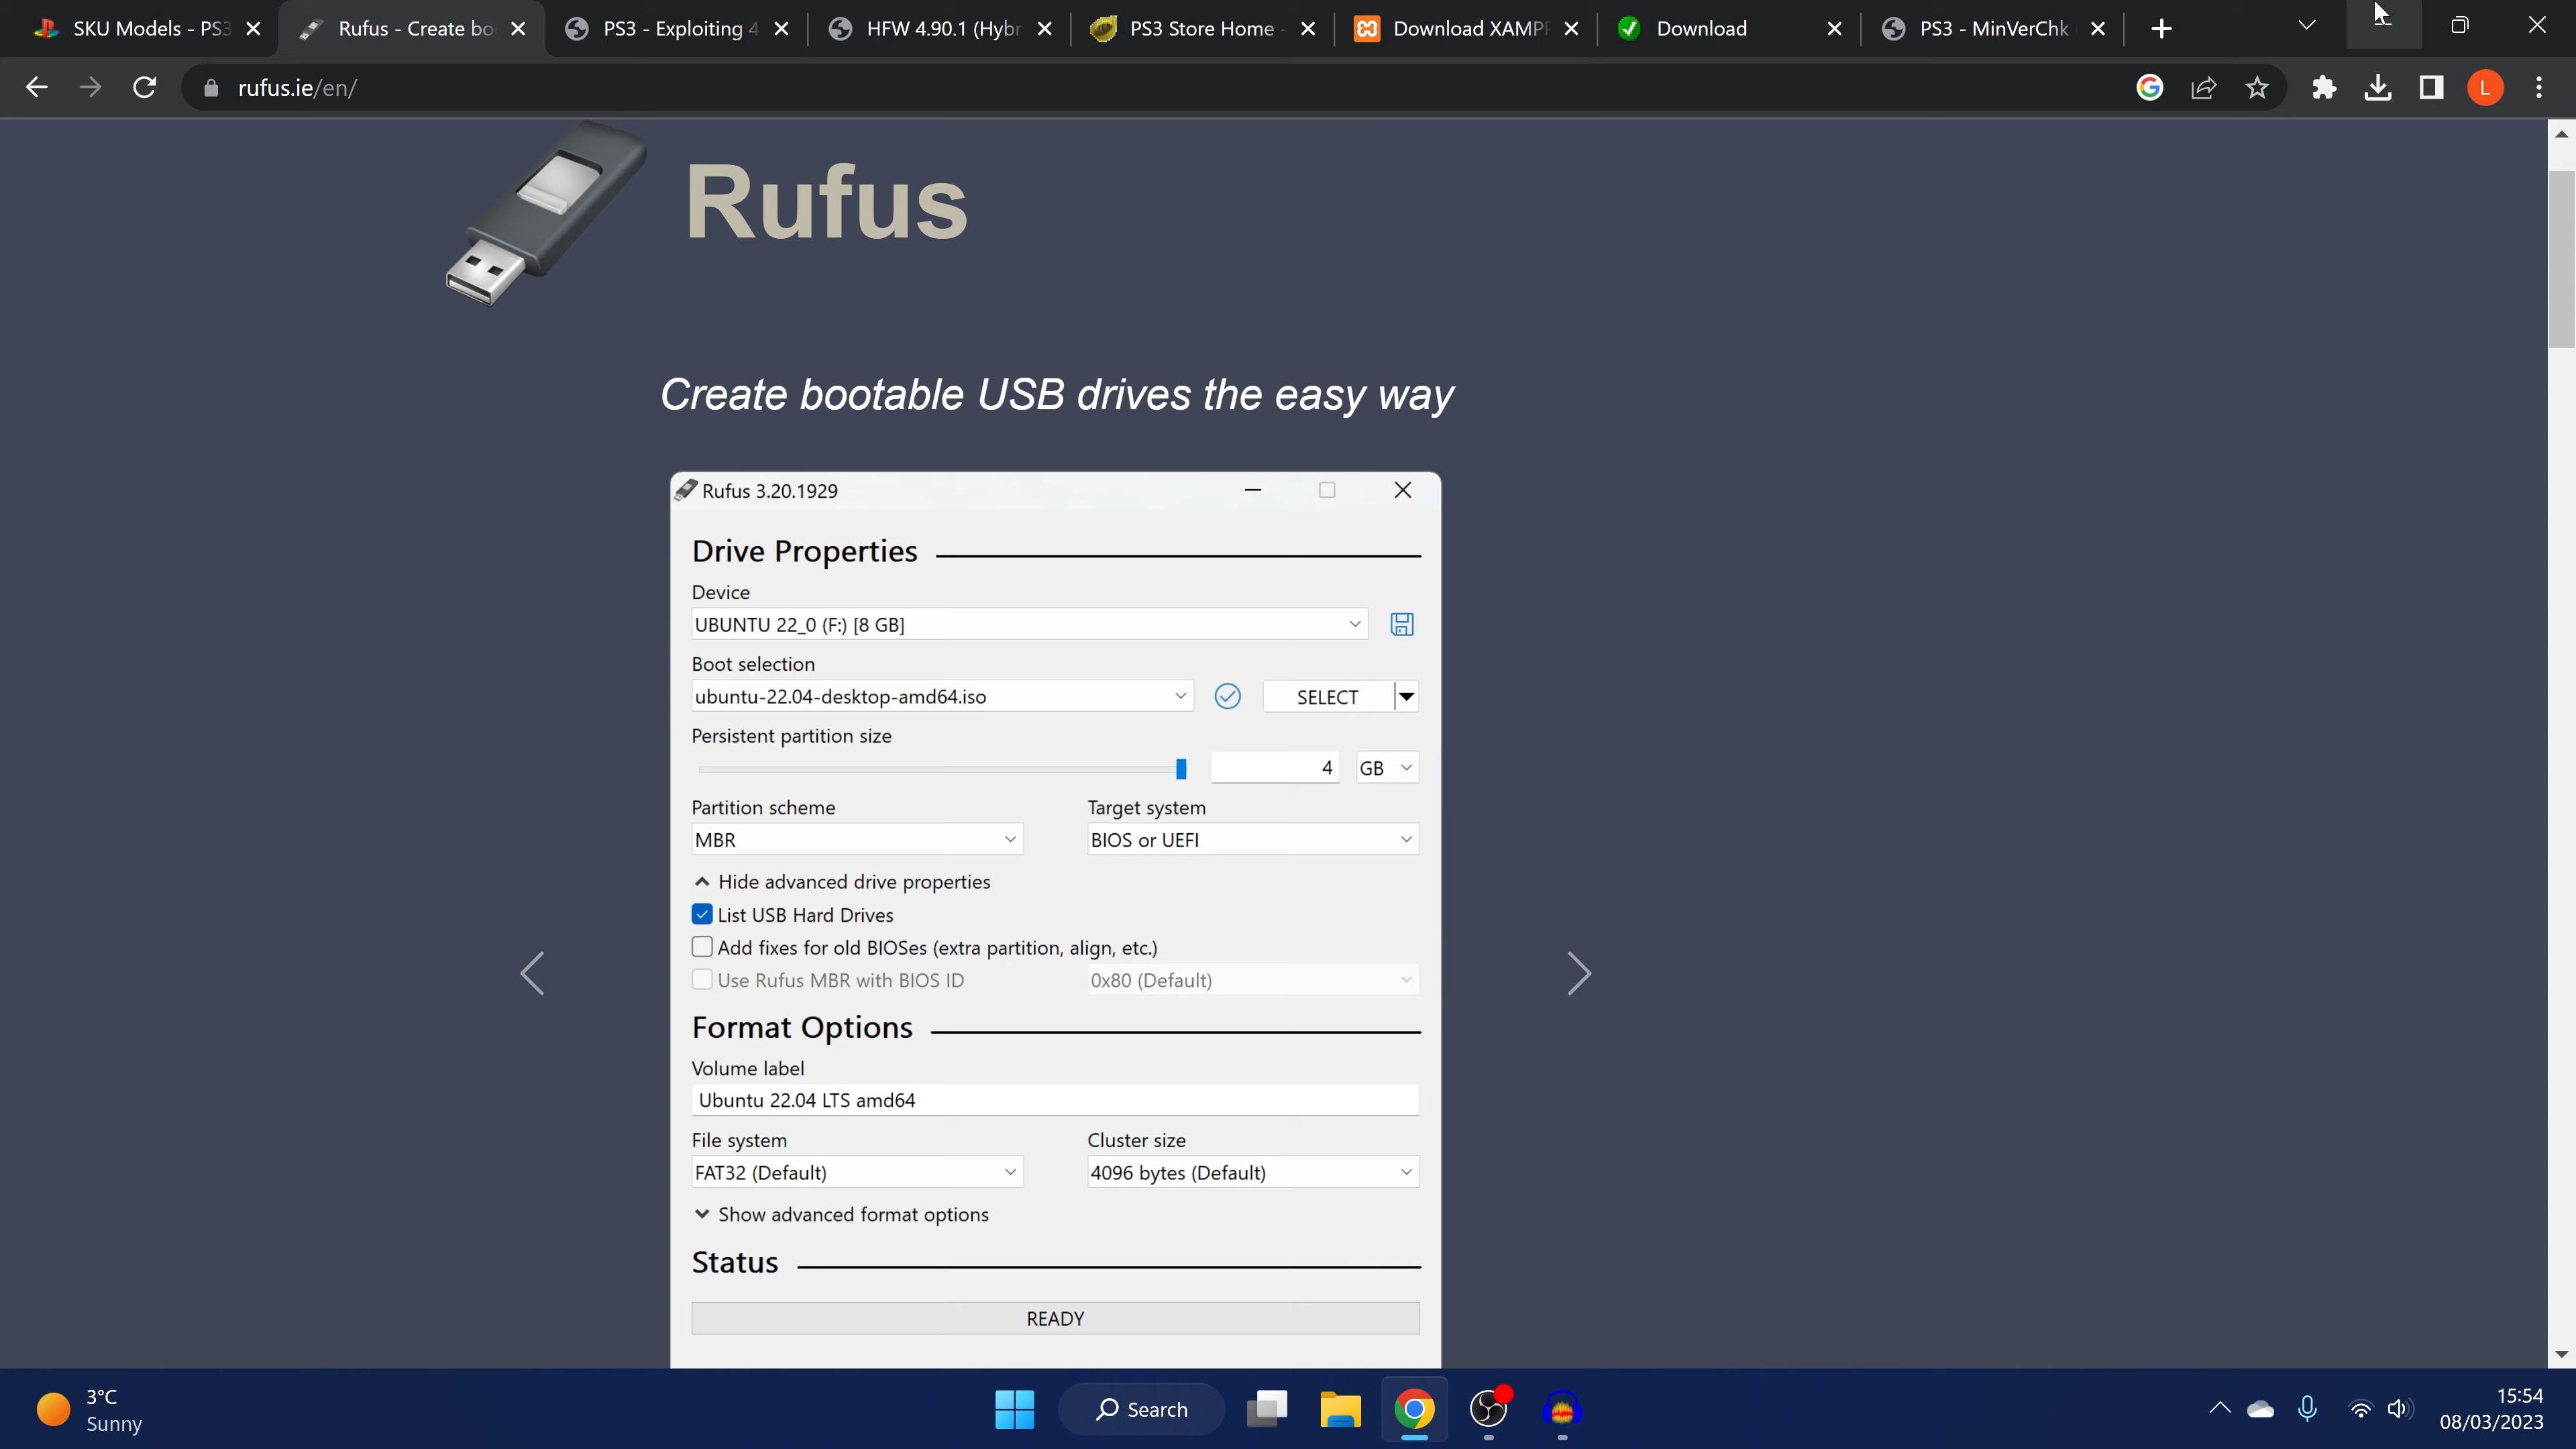 SKU Models - PS3
Rufus - Create bo
PS3 - Exploiting 4
HFW 4.90.1 (Hybr
PS3 Store Home -
Download XAMPP
Download
PS3 - MinVerChk
rufus.ie/en/
L
Rufus
Create bootable USB drives the easy way
Rufus 3.20.1929
Drive Properties
Device
UBUNTU 22_0 (F:) [8 GB]
Boot selection
ubuntu-22.04-desktop-amd64.iso
SELECT
Persistent partition size
4
GB
Partition scheme
Target system
MBR
BIOS or UEFI
Hide advanced drive properties
List USB Hard Drives
Add fixes for old BIOSes (extra partition, align, etc.)
Use Rufus MBR with BIOS ID
0x80 (Default)
Format Options
Volume label
Ubuntu 22.04 LTS amd64
File system
Cluster size
FAT32 (Default)
4096 bytes (Default)
Show advanced format options
Status
READY
3°C
Sunny
Search
15:54
08/03/2023